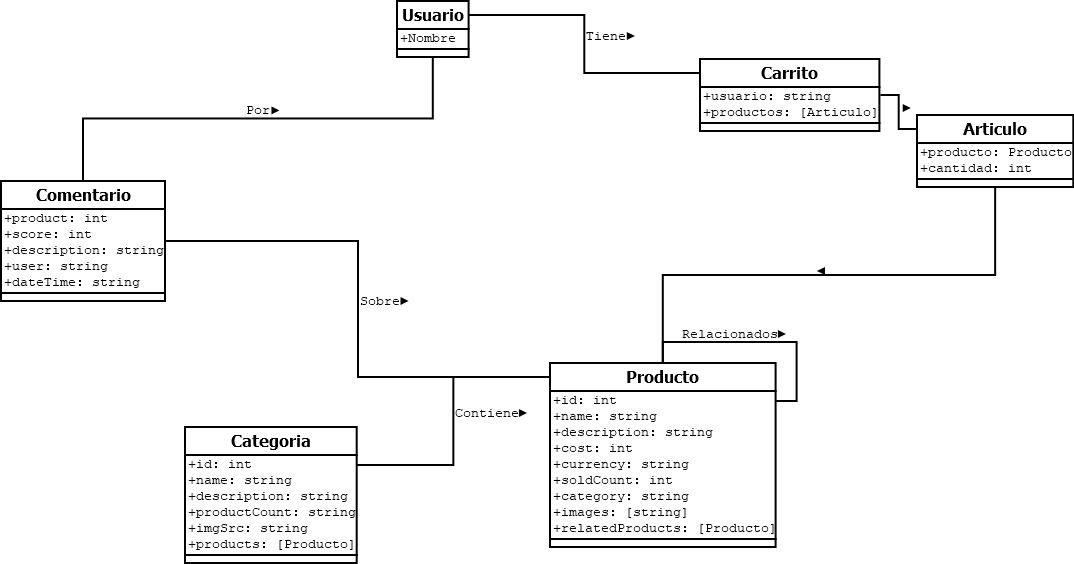 Usuario
+Nombre
Tiene▶
Carrito
+usuario: string
+productos: [Articulo]
Por▶
Articulo
+producto: Producto
+cantidad: int
Comentario
+product: int
+score: int
+description: string
+user: string
+dateTime: string
Sobre▶
Relacionados▶
Producto
+id: int
+name: string
+description: string
+cost: int
+currency: string
+soldCount: int
+category: string
+images: [string]
+relatedProducts: [Producto]
Contiene▶
Categoria
+id: int
+name: string
+description: string
+productCount: string
+imgSrc: string
+products: [Producto]